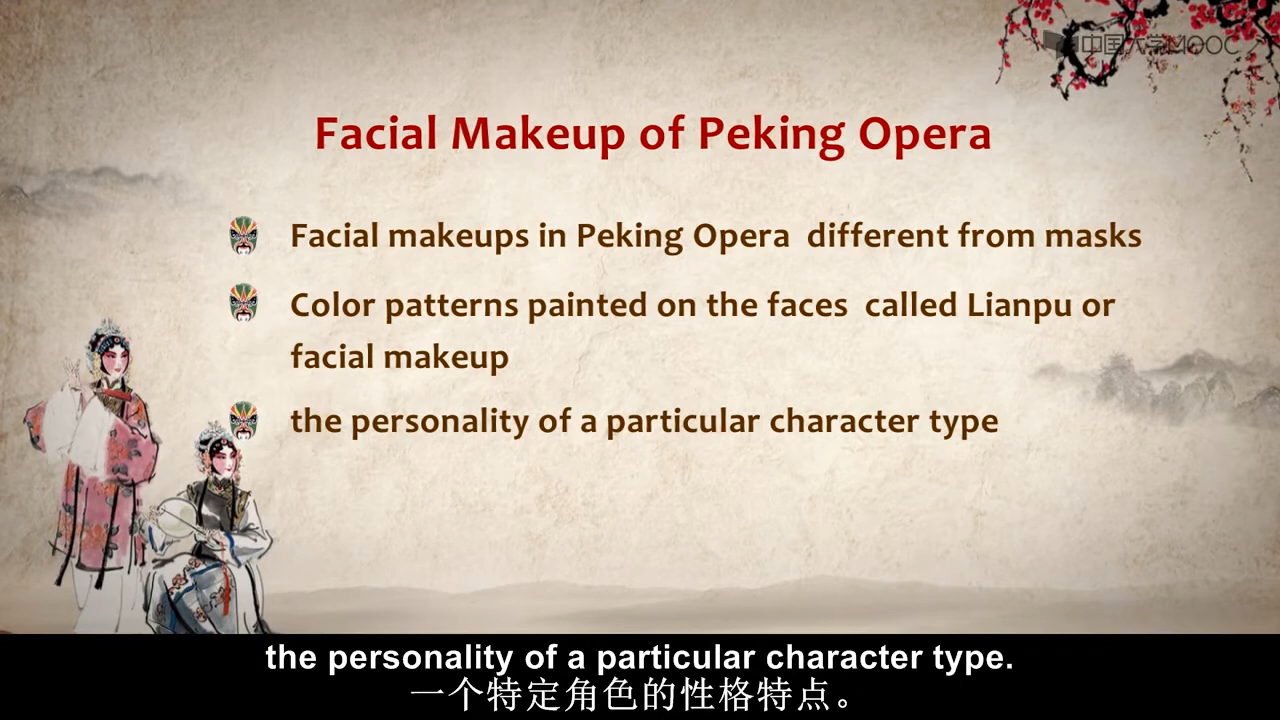 中国大学MOOC
Facial Makeup of Peking Opera
Facial makeups in Peking Opera different from masks
Color patterns painted on the faces called Lianpu or
facial makeup
the personality of a particular character type
the personality of a particular character type.
一个特定角色的性格特点。